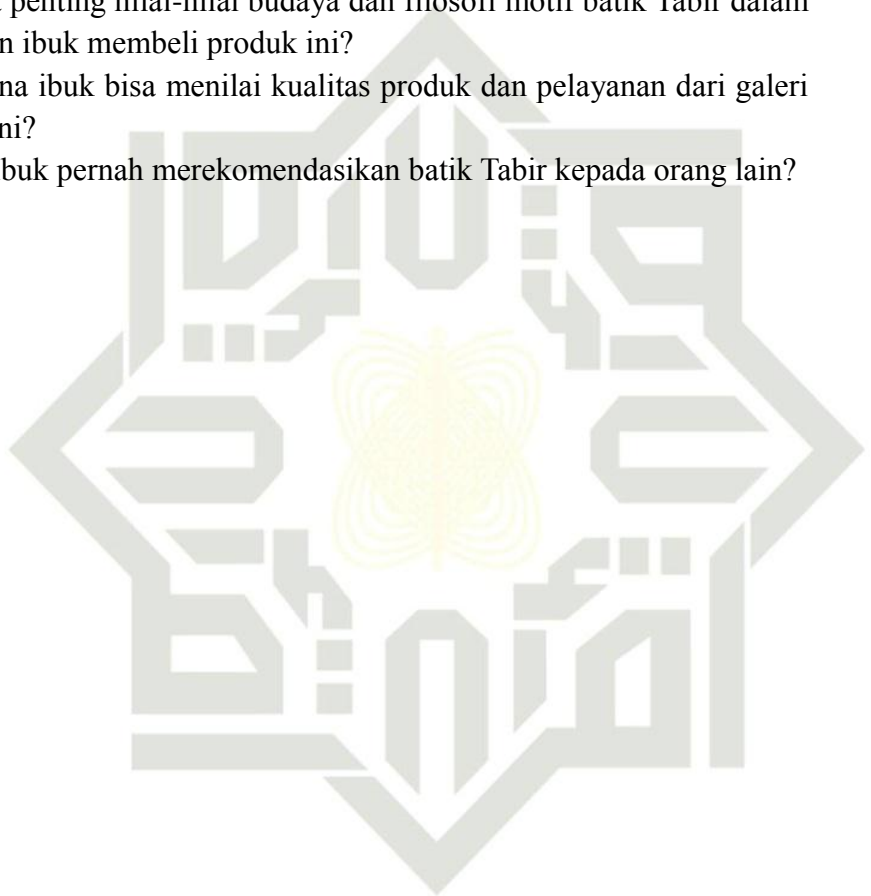 penting nilai-nilai budaya dan filosofi motif batik Tabir dalam
n ibuk membeli produk ini?
na ibuk bisa menilai kualitas produk dan pelayanan dari galeri
ni?
ibuk pernah merekomendasikan batik Tabir kepada orang lain?